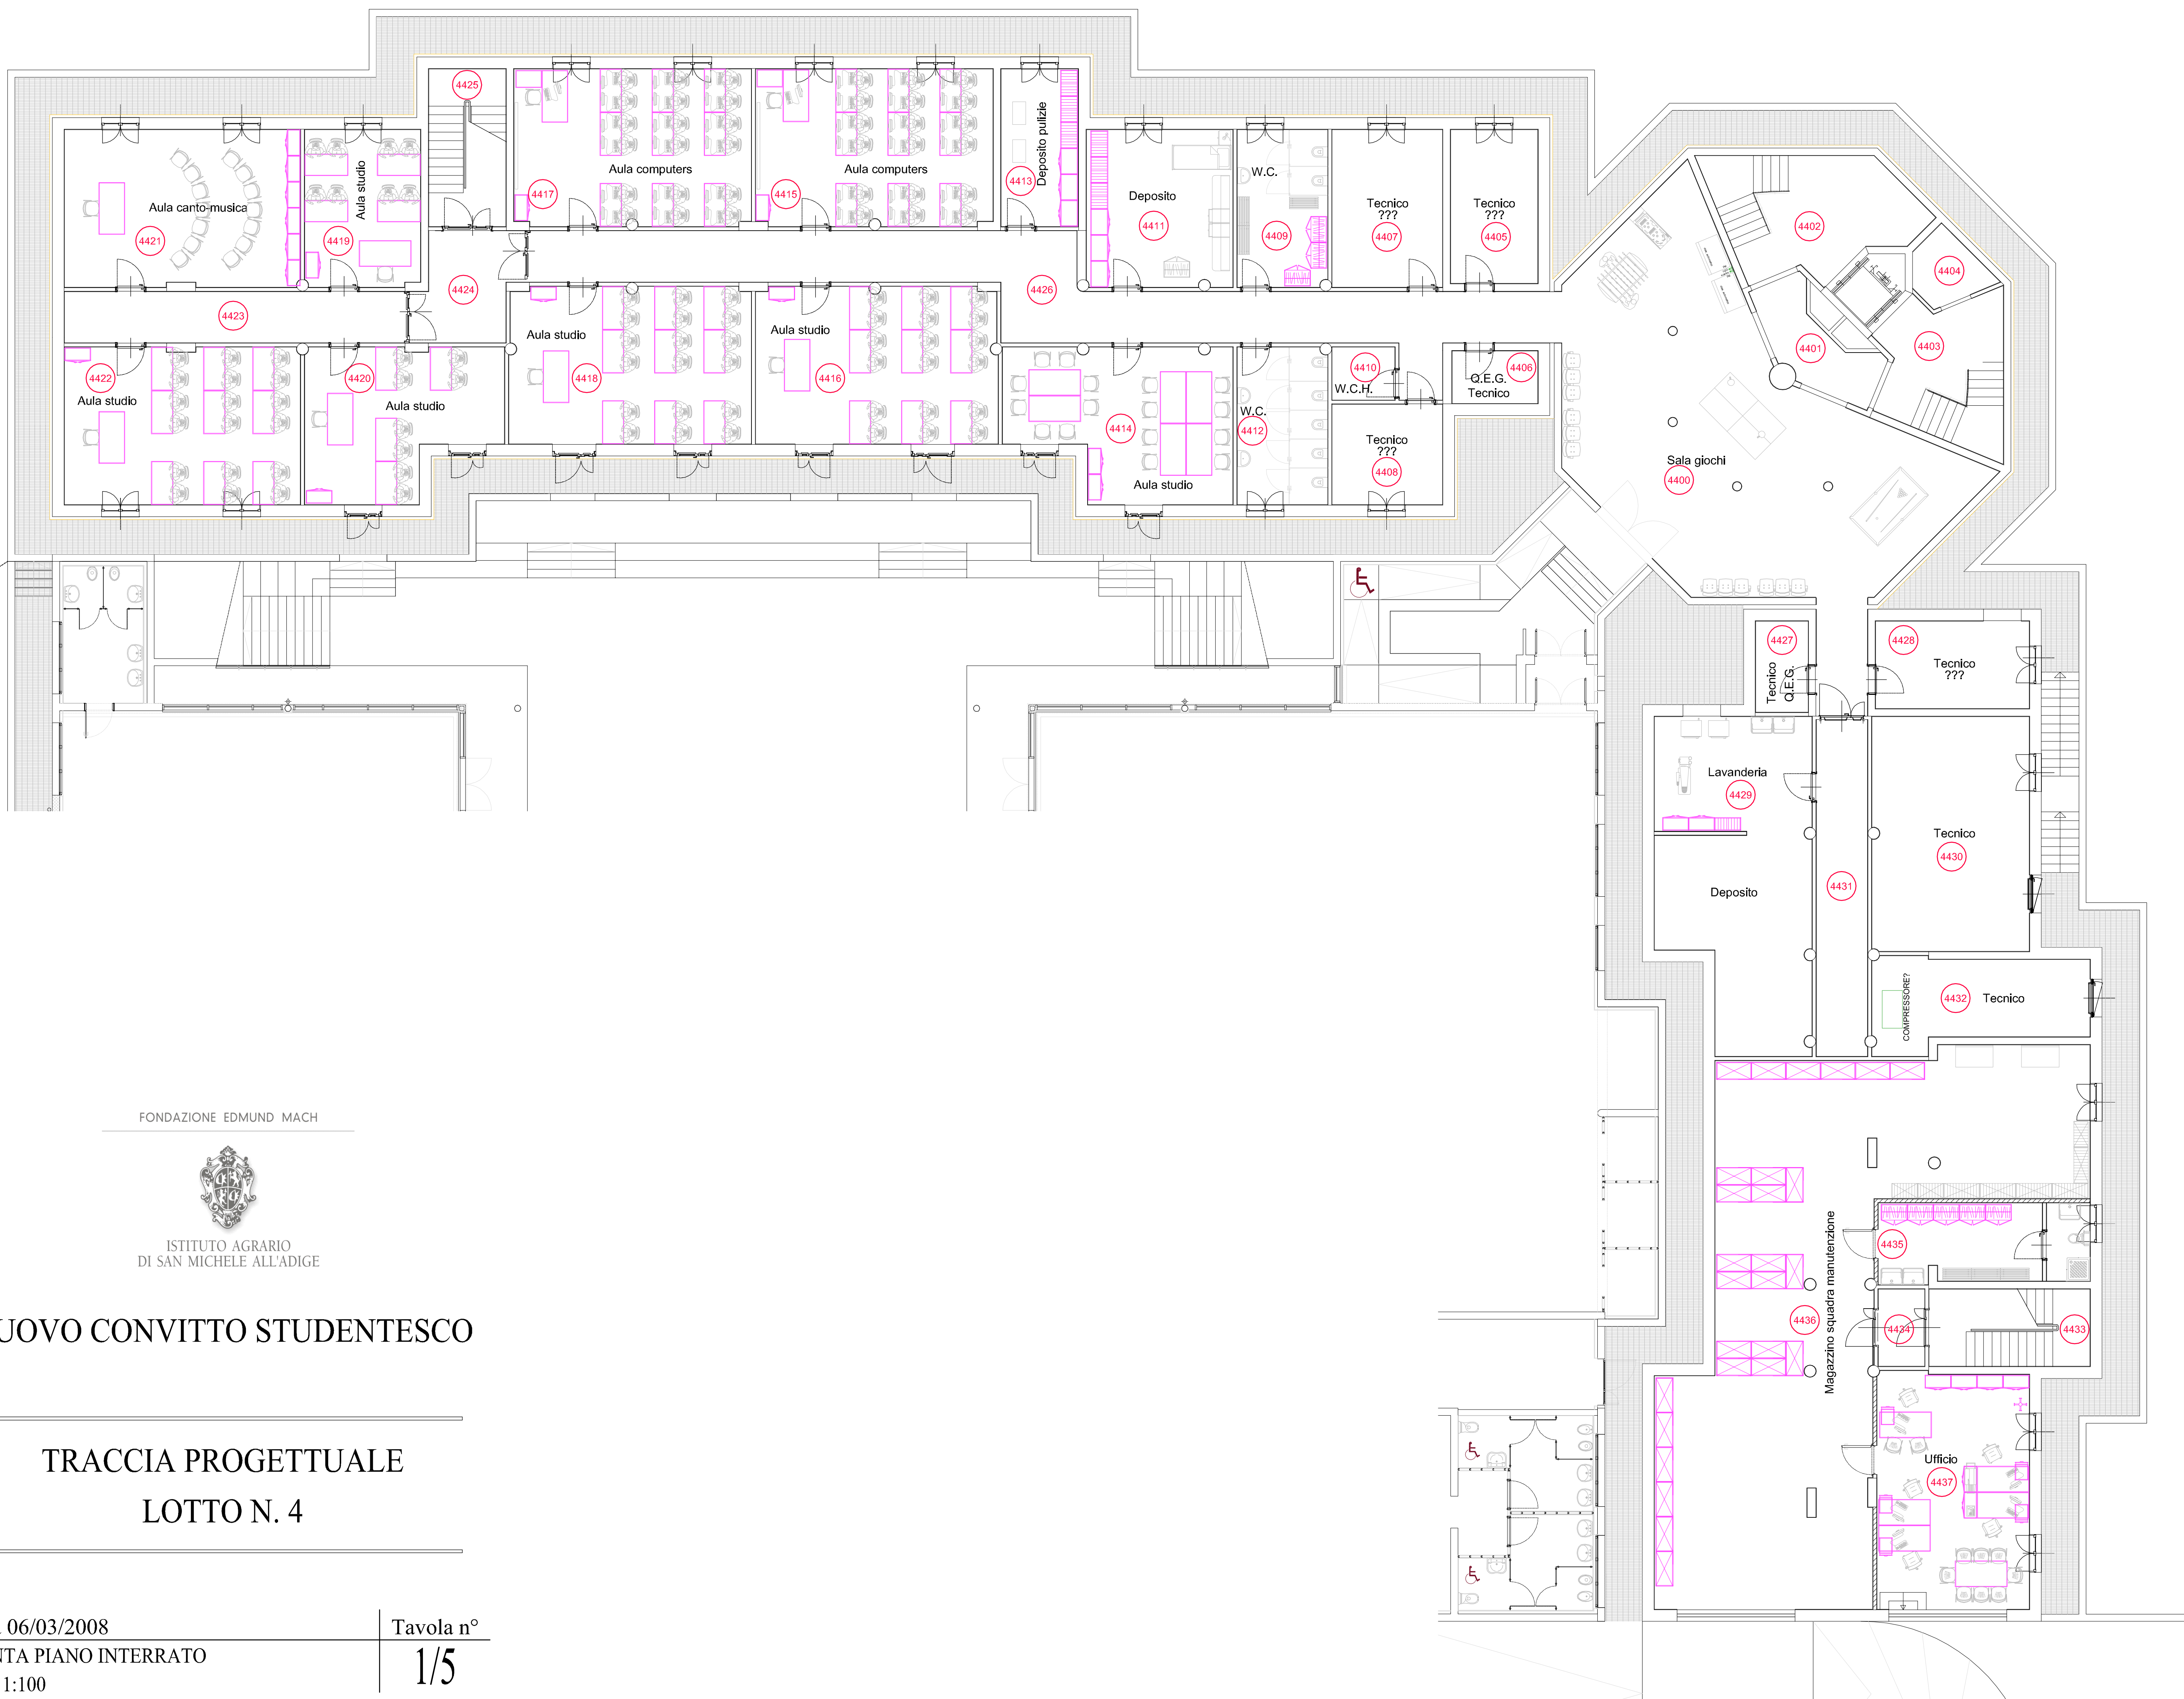 4425
Aula canto-musica
4421
Aula studio
4419
4417
Aula computers
4415
Aula computers
4413
Deposito pulizie
Deposito
4411
W.C.
4409
Tecnico
???
4407
Tecnico
???
4405
4402
4404
4401
4403
4423
4424
4426
4422
Aula studio
4420
Aula studio
Aula studio
4418
Aula studio
4416
4414
Aula studio
W.C.
4412
4410
W.C.H.
4406
Q.E.G.
Tecnico
Tecnico
???
4408
Sala giochi
4400
4427
Tecnico
Q.E.G.
4428
Tecnico
???
Lavanderia
4429
Tecnico
4430
4431
Deposito
COMPRESSORE?
4432
Tecnico
4435
Magazzino squadra manutenzione
4436
4434
4433
Ufficio
4437
FONDAZIONE EDMUND MACH
ISTITUTO AGRARIO
DI SAN MICHELE ALL'ADIGE
UOVO CONVITTO STUDENTESCO
TRACCIA PROGETTUALE
LOTTO N. 4
06/03/2008
Tavola n°
NTA PIANO INTERRATO
1/5
1:100